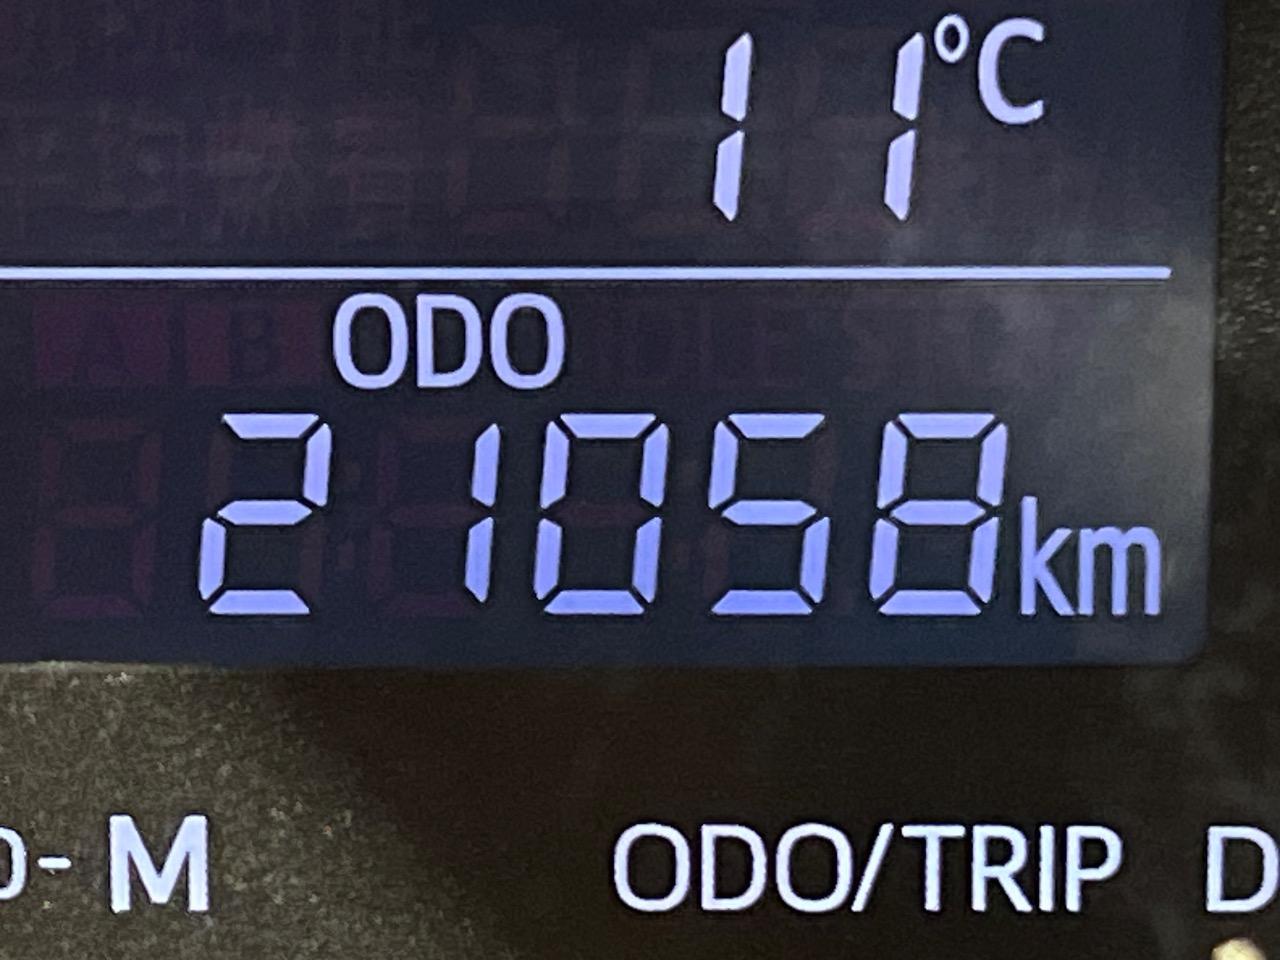 11°C
ODO
21058km
- M ODO/TRIP D